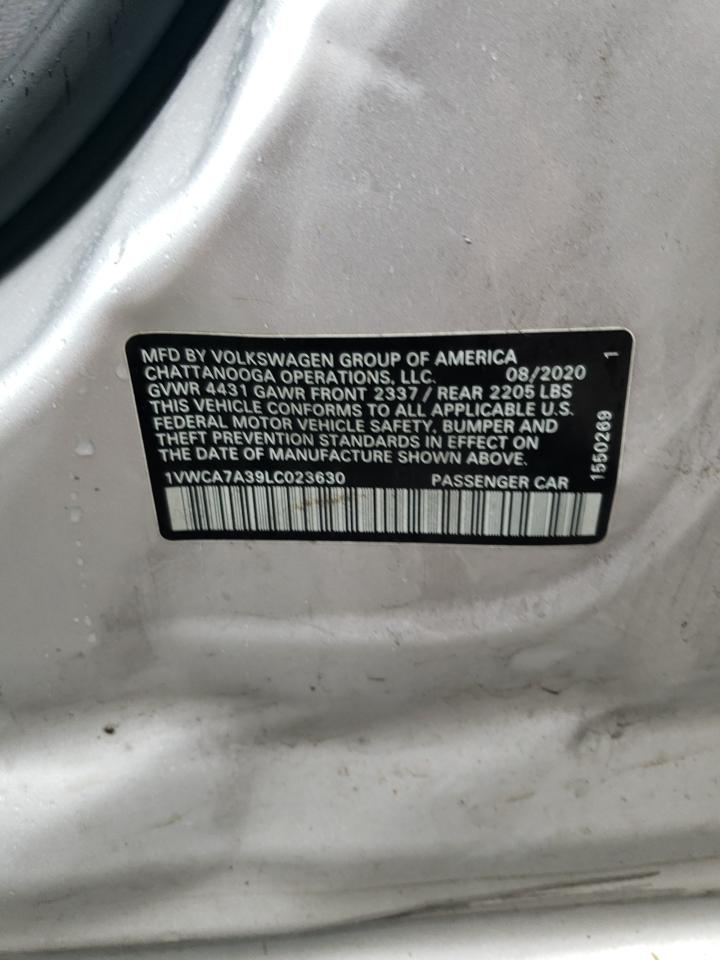 MFD BY VOLKSWAGEN GROUP OF AMERICA
CHATTANOOGA OPERATIONS, LLC. 08/2020
GVWR 4431 GAWR FRONT 2337 / REAR 2205 LBS
THIS VEHICLE CONFORMS TO ALL APPLICABLE U.S.
FEDERAL MOTOR VEHICLE SAFETY, BUMPER AND
THEFT PREVENTION STANDARDS IN EFFECT ON
THE DATE OF MANUFACTURE SHOWN ABOVE.
1VWCA7A39LC023630 PASSENGER CAR
1550269 1